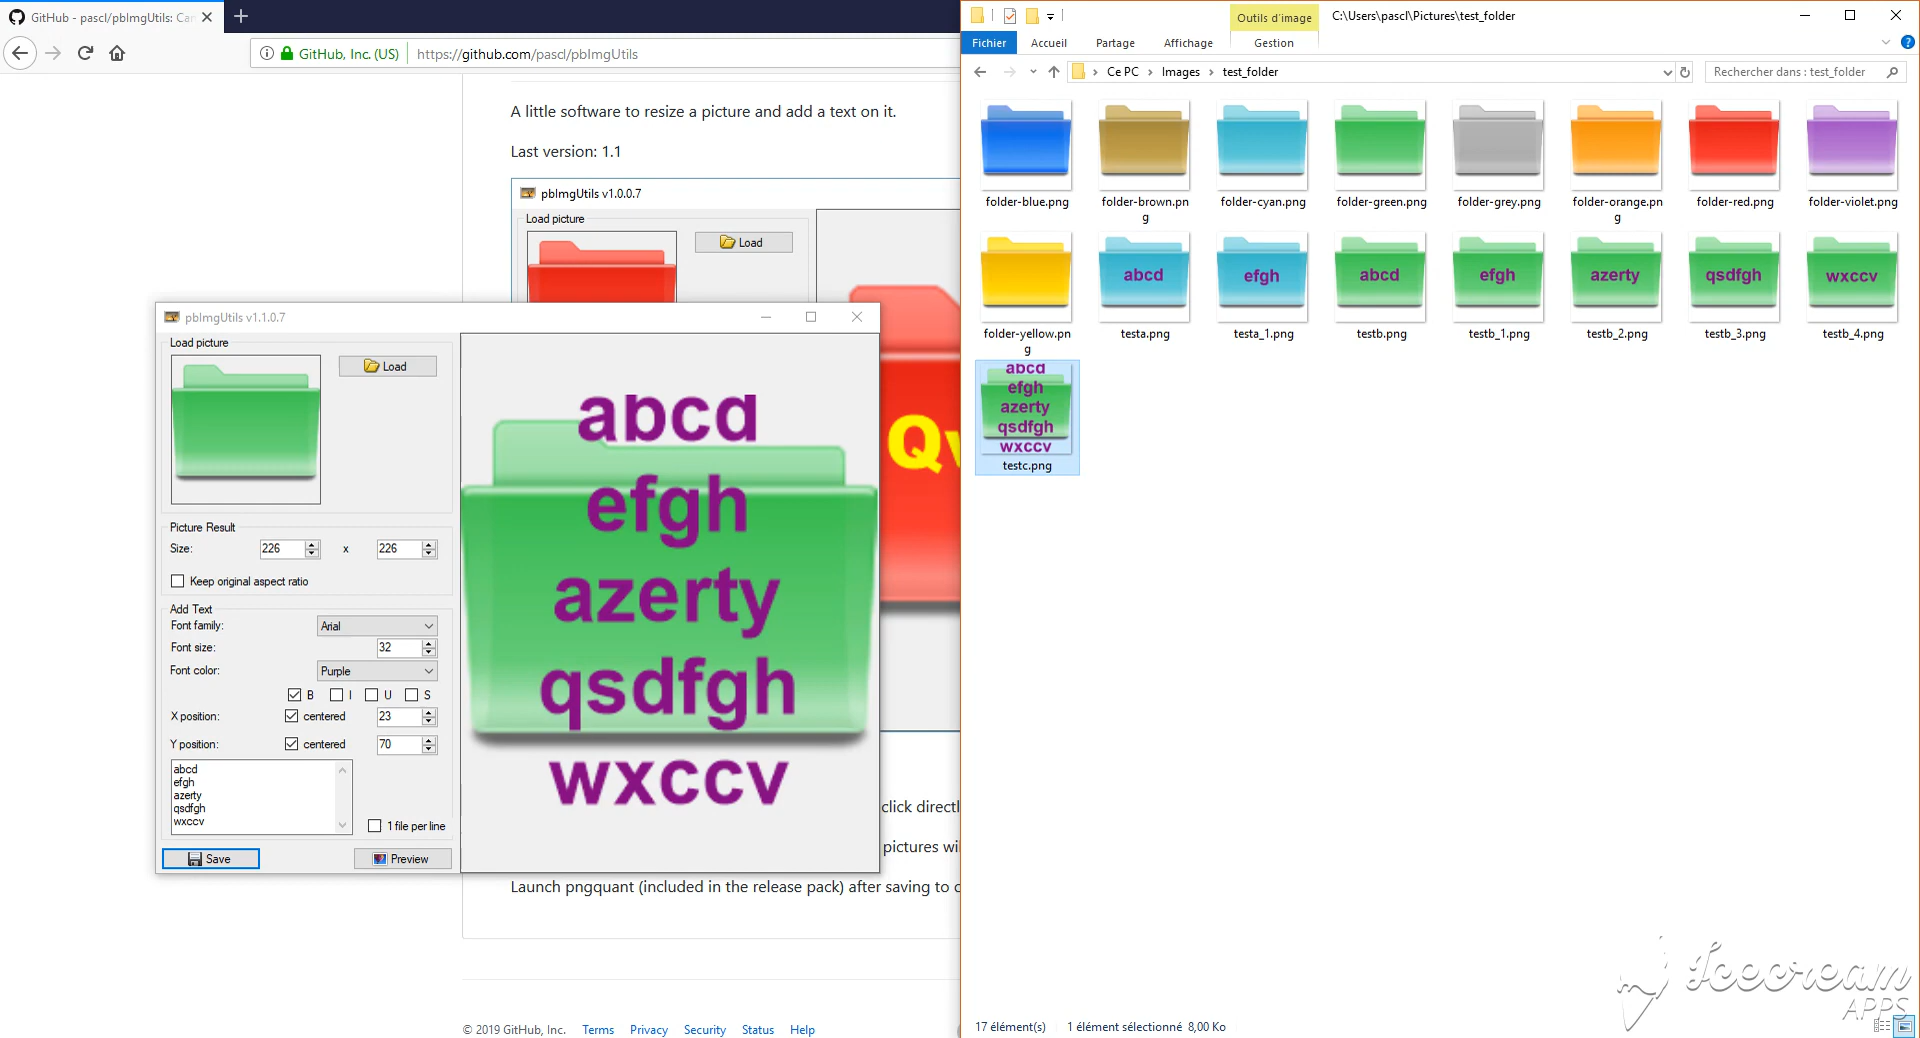 GitHub - pascl/pbImgUtils: Can
GitHub, Inc. (US)
https://github.com/pascl/pbImgUtils
A little software to resize a picture and add a text on it.
Last version: 1.1
pbImgUtils v1.0.0.7
Load picture
Load
Qw
pbImgUtils v1.1.0.7
Load picture
Load
Picture Result
Size:
226
x
226
Keep original aspect ratio
Add Text
Font family:
Arial
Font size:
32
Font color:
Purple
B
I
U
S
X position:
centered
23
Y position:
centered
70
abcd
efgh
azerty
qsdfgh
wxccv
1 file per line
Save
Preview
abcd
efgh
azerty
qsdfgh
wxccv
click directl
pictures wi
Launch pngquant (included in the release pack) after saving to
© 2019 GitHub, Inc.
Terms
Privacy
Security
Status
Help
Outils d'image
C:\Users\pascl\Pictures\test_folder
Fichier
Accueil
Partage
Affichage
Gestion
Ce PC
Images
test_folder
Rechercher dans : test_folder
folder-blue.png
folder-brown.pn
g
folder-cyan.png
folder-green.png
folder-grey.png
folder-orange.pn
g
folder-red.png
folder-violet.png
abcd
efgh
abcd
efgh
azerty
qsdfgh
wxccv
folder-yellow.pn
g
testa.png
testa_1.png
testb.png
testb_1.png
testb_2.png
testb_3.png
testb_4.png
abcd
efgh
azerty
qsdfgh
wxccv
testc.png
17 élément(s)
1 élément sélectionné 8,00 Ko
Icecream
APPS